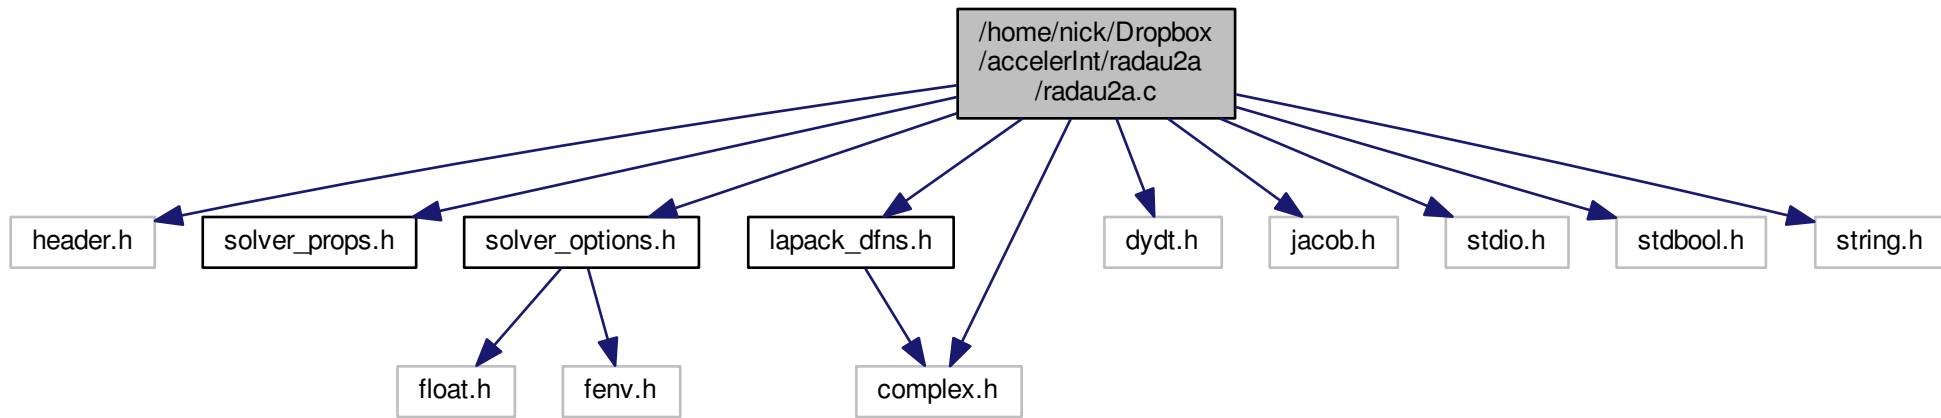 /home/nick/Dropbox
/accelerInt/radau2a
/radau2a.c
header.h
solver_props.h
solver_options.h
lapack_dfns.h
dydt.h
jacob.h
stdio.h
stdbool.h
string.h
float.h
fenv.h
complex.h